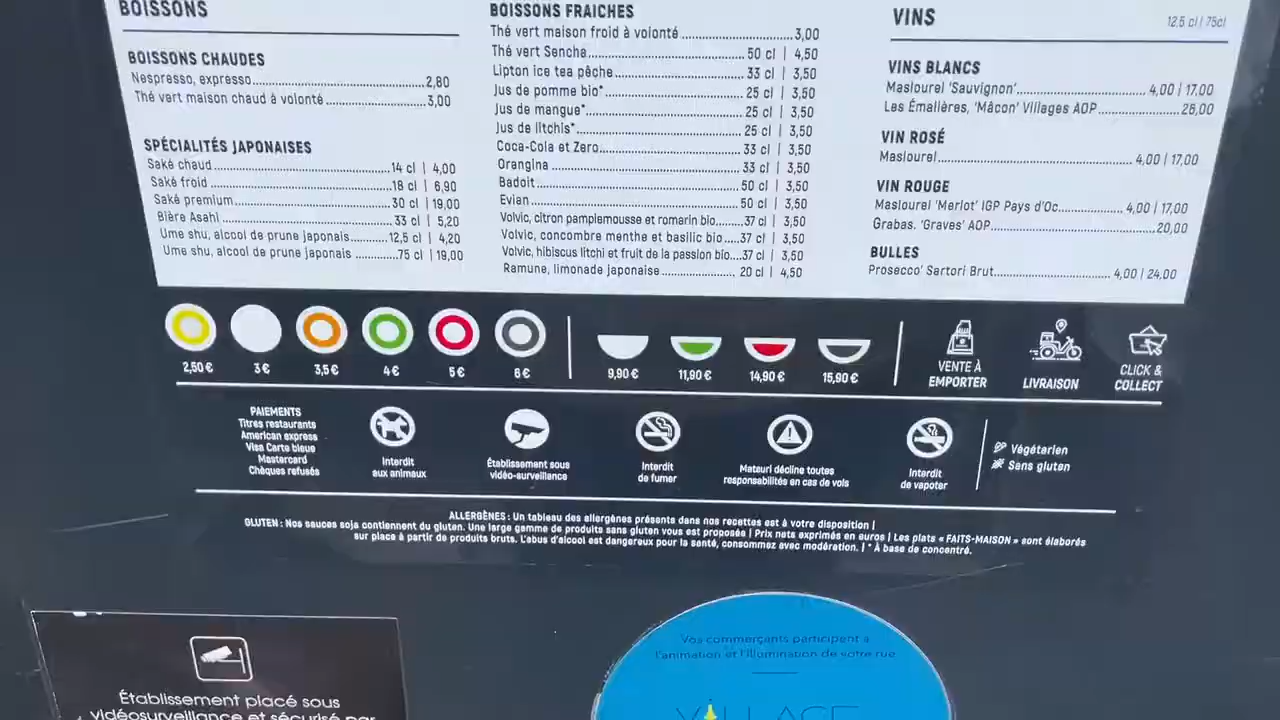 BOISSONS
BOISSONS CHAUDES
Nespresso, expresso 2,80
Thé vert maison chaud à volonté 3,00
SPÉCIALITÉS JAPONAISES
Saké chaud 14 cl | 4,00
Saké froid 18 cl | 6,90
Saké premium 30 cl | 19,00
Bière Asahi 33 cl | 5,20
Ume shu, alcool de prune japonais 12,5 cl | 4,20
Ume shu, alcool de prune japonais 75 cl | 19,00
BOISSONS FRAICHES
Thé vert maison froid à volonté 3,00
Thé vert Sencha 50 cl | 4,50
Lipton ice tea pêche 33 cl | 3,50
Jus de pomme bio* 25 cl | 3,50
Jus de mangue* 25 cl | 3,50
Jus de litchis* 25 cl | 3,50
Coca-Cola et Zero 33 cl | 3,50
Orangina 33 cl | 3,50
Badoit 50 cl | 3,50
Evian 50 cl | 3,50
Volvic, citron pamplemousse et romarin bio 37 cl | 3,50
Volvic, concombre menthe et basilic bio 37 cl | 3,50
Volvic, hibiscus litchi et fruit de la passion bio 37 cl | 3,50
Ramune, limonade japonaise 20 cl | 4,50
VINS 12,5 cl | 75cl
VINS BLANCS
Maslourel 'Sauvignon' 4,00 | 17,00
Les Émalières, 'Mâcon' Villages AOP 25,00
VIN ROSÉ
Maslourel 4,00 | 17,00
VIN ROUGE
Maslourel 'Merlot' IGP Pays d'Oc 4,00 | 17,00
Grabas, 'Graves' AOP 20,00
BULLES
Prosecco' Sartori Brut 4,00 | 24,00
2,50 € 3 € 3,5 € 4 € 5 € 6 € 9,90 € 11,90 € 14,90 € 15,90 €
VENTE À
EMPORTER
LIVRAISON
CLICK &
COLLECT
PAIEMENTS
Titres restaurants
American express
Visa Carte bleue
Mastercard
Chèques refusés
Interdit
aux animaux
Établissement sous
vidéo-surveillance
Interdit
de fumer
Matsuri décline toutes
responsabilités en cas de vols
Interdit
de vapoter
Végétarien
Sans gluten
ALLERGÈNES : Un tableau des allergènes présents dans nos recettes est à votre disposition |
GLUTEN : Nos sauces soja contiennent du gluten. Une large gamme de produits sans gluten vous est proposée | Prix nets exprimés en euros | Les plats « FAITS-MAISON » sont élaborés
sur place à partir de produits bruts. L'abus d'alcool est dangereux pour la santé, consommez avec modération. | * À base de concentré.
Établissement placé sous
vidéosurveillance et sécurisé par
Vos commerçants participent à
l'animation et l'illumination de votre rue
VILLAGE